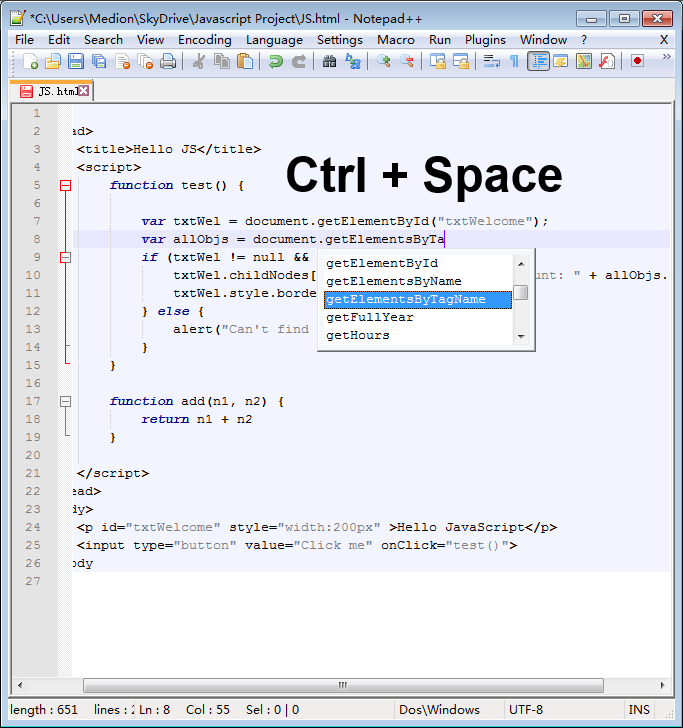 *C:\Users\Medion\SkyDrive\Javascript Project\JS.html - Notepad++
File Edit Search View Encoding Language Settings Macro Run Plugins Window ? X
JS.html
1
2 ad>
3 <title>Hello JS</title>
4 <script>
Ctrl + Space
5 function test() {
6
7 var txtWel = document.getElementById("txtWelcome");
8 var allObjs = document.getElementsByTa
9 if (txtWel != null &&
getElementById
10 txtWel.childNodes[ unt: " + allObjs.
getElementsByName
11 txtWel.style.borde
getElementsByTagName
12 } else {
getFullYear
13 alert("Can't find
getHours
14 }
15 }
16
17 function add(n1, n2) {
18 return n1 + n2
19 }
20
21 </script>
22 ead>
23 dy>
24 <p id="txtWelcome" style="width:200px" >Hello JavaScript</p>
25 <input type="button" value="Click me" onClick="test()">
26 ody
27
length : 651 lines : Ln : 8 Col : 55 Sel : 0 | 0 Dos\Windows UTF-8 INS